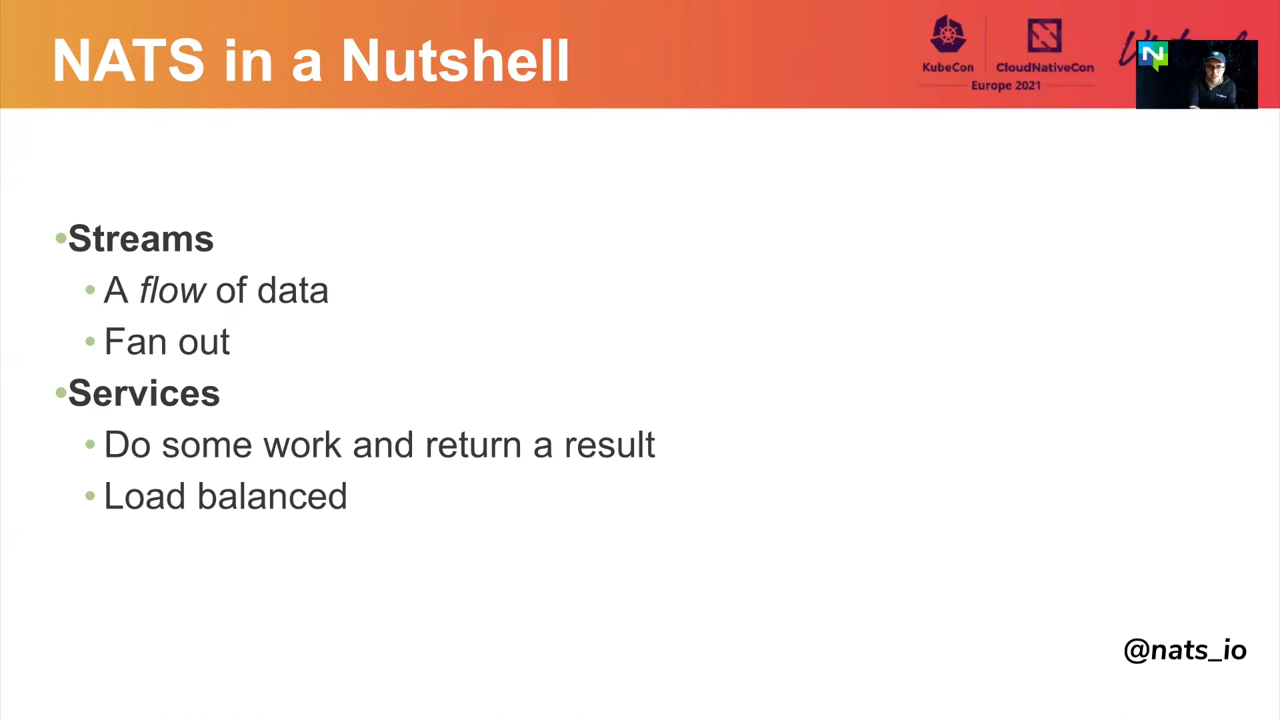 NATS in a Nutshell
KubeCon
CloudNativeCon
Europe 2021
N
•Streams
• A flow of data
• Fan out
•Services
• Do some work and return a result
• Load balanced
@nats_io